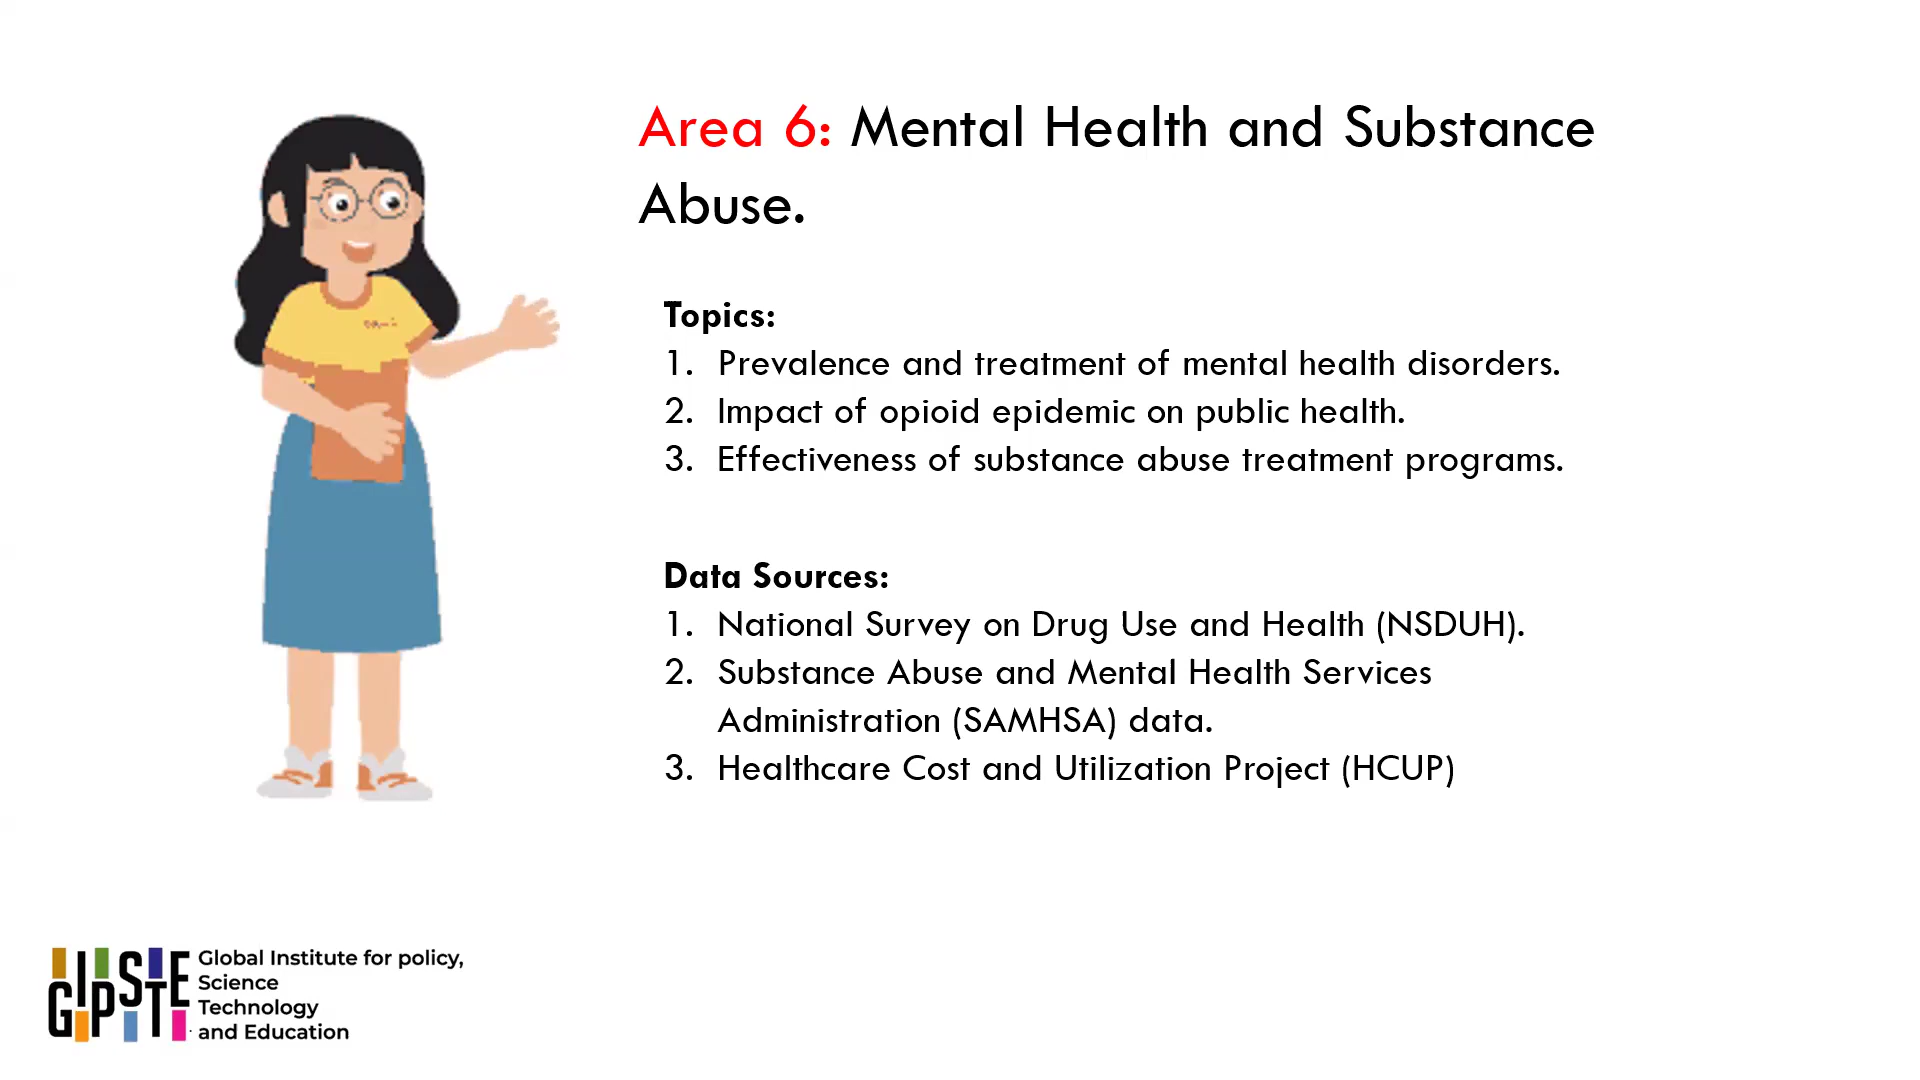 Area 6: Mental Health and Substance
Abuse.
Topics:
1. Prevalence and treatment of mental health disorders.
2. Impact of opioid epidemic on public health.
3. Effectiveness of substance abuse treatment programs.
Data Sources:
1. National Survey on Drug Use and Health (NSDUH).
2. Substance Abuse and Mental Health Services
Administration (SAMHSA) data.
3. Healthcare Cost and Utilization Project (HCUP)
GIPSTE
Global Institute for policy,
Science
Technology
and Education